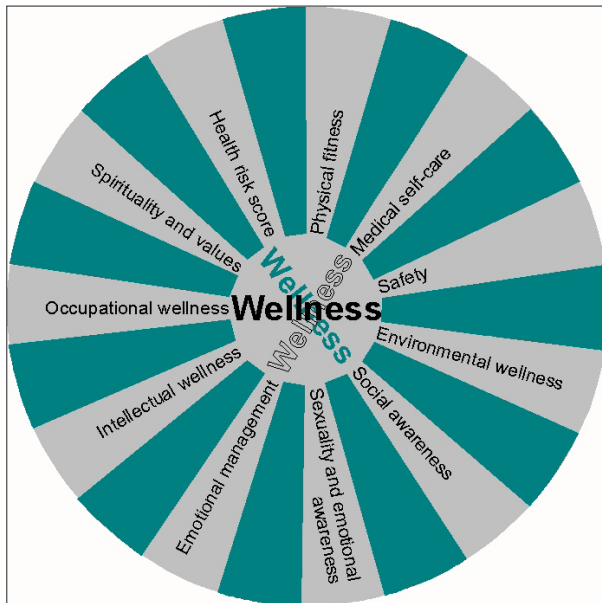 Physical fitness
Medical self-care
Safety
Environmental wellness
Social awareness
Sexuality and emotional
awareness
Emotional management
Intellectual wellness
Occupational wellness
Spirituality and values
Health risk score
Wellness
Wellness
Wellness